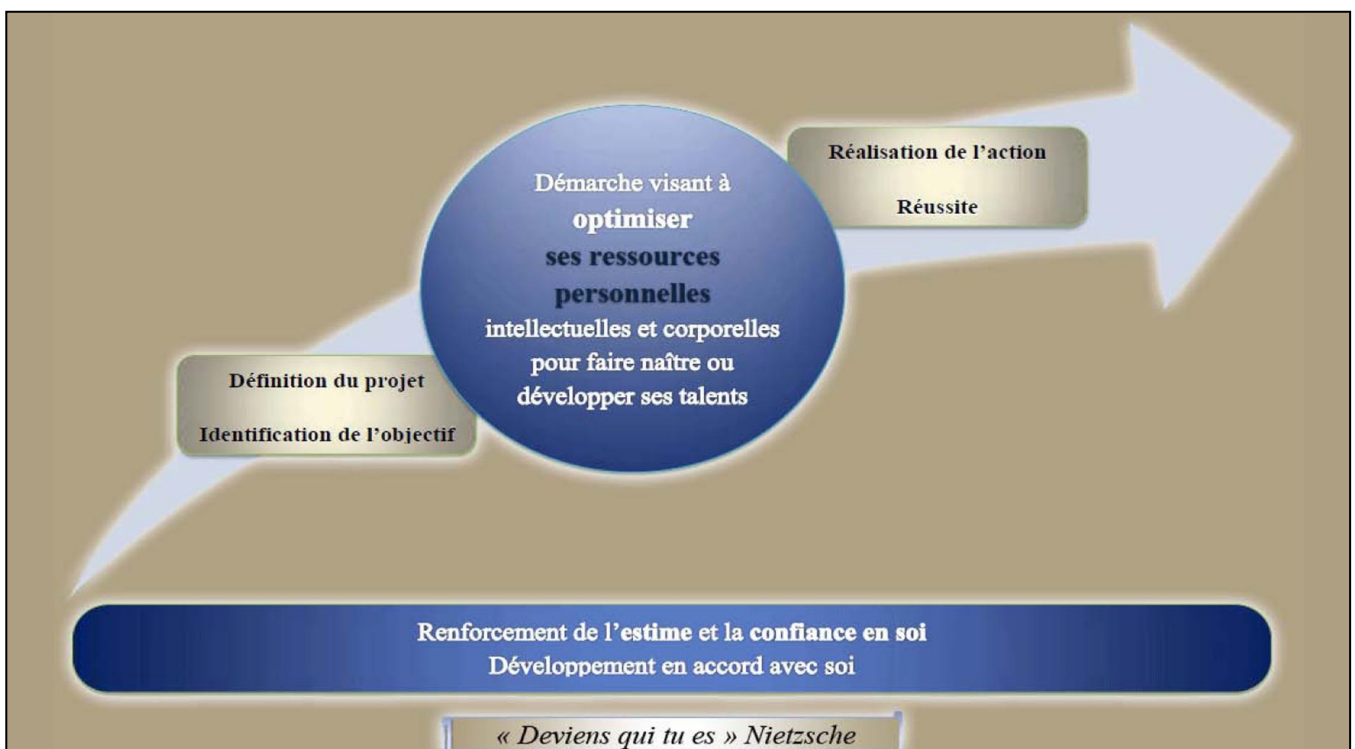 Réalisation de l’action
Réussite
Démarche visant à
optimiser
ses ressources
personnelles
intellectuelles et corporelles
pour faire naître ou
développer ses talents
Définition du projet
Identification de l’objectif
Renforcement de l’estime et la confiance en soi
Développement en accord avec soi
« Deviens qui tu es » Nietzsche